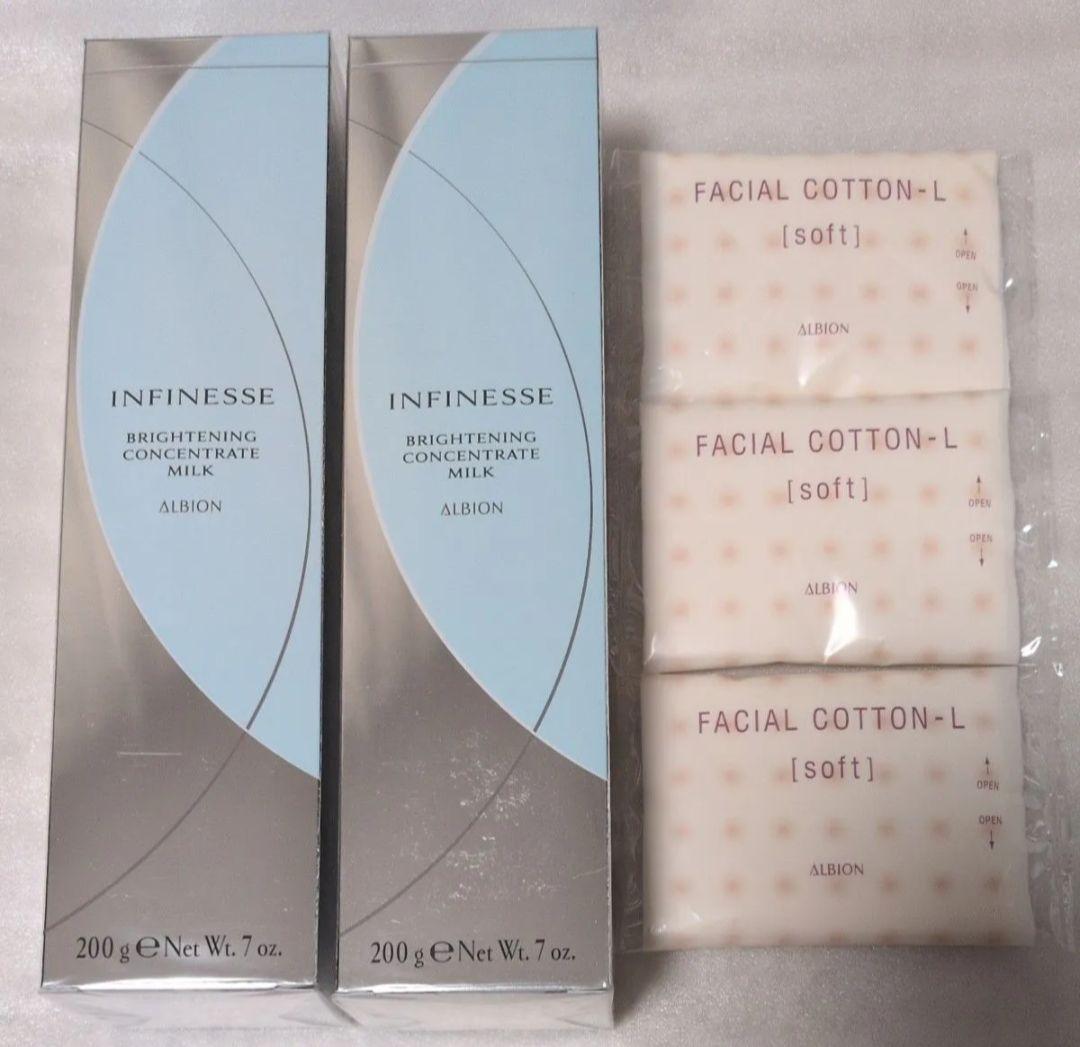 INFINESSE
BRIGHTENING
CONCENTRATE
MILK
ALBION
200 g e Net Wt. 7 oz.
INFINESSE
BRIGHTENING
CONCENTRATE
MILK
ALBION
200 g e Net Wt. 7 oz.
FACIAL COTTON-L
[soft]
OPEN
OPEN
ALBION
FACIAL COTTON-L
[soft]
OPEN
OPEN
ALBION
FACIAL COTTON-L
[soft]
OPEN
OPEN
ALBION